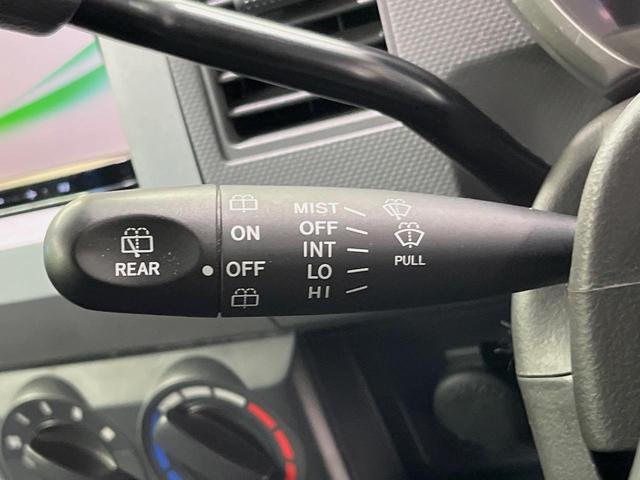 REAR
ON
OFF
MIST
OFF
INT
LO
HI
PULL